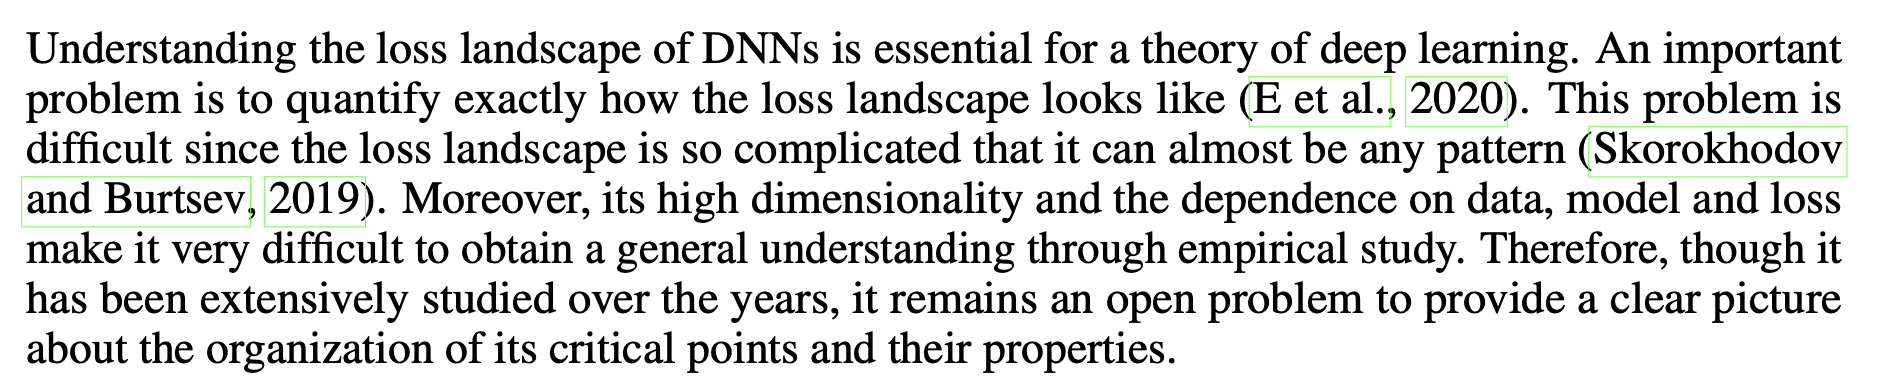 Understanding the loss landscape of DNNs is essential for a theory of deep learning. An important
problem is to quantify exactly how the loss landscape looks like (E et al., 2020). This problem is
difficult since the loss landscape is so complicated that it can almost be any pattern (Skorokhodov
and Burtsev, 2019). Moreover, its high dimensionality and the dependence on data, model and loss
make it very difficult to obtain a general understanding through empirical study. Therefore, though it
has been extensively studied over the years, it remains an open problem to provide a clear picture
about the organization of its critical points and their properties.